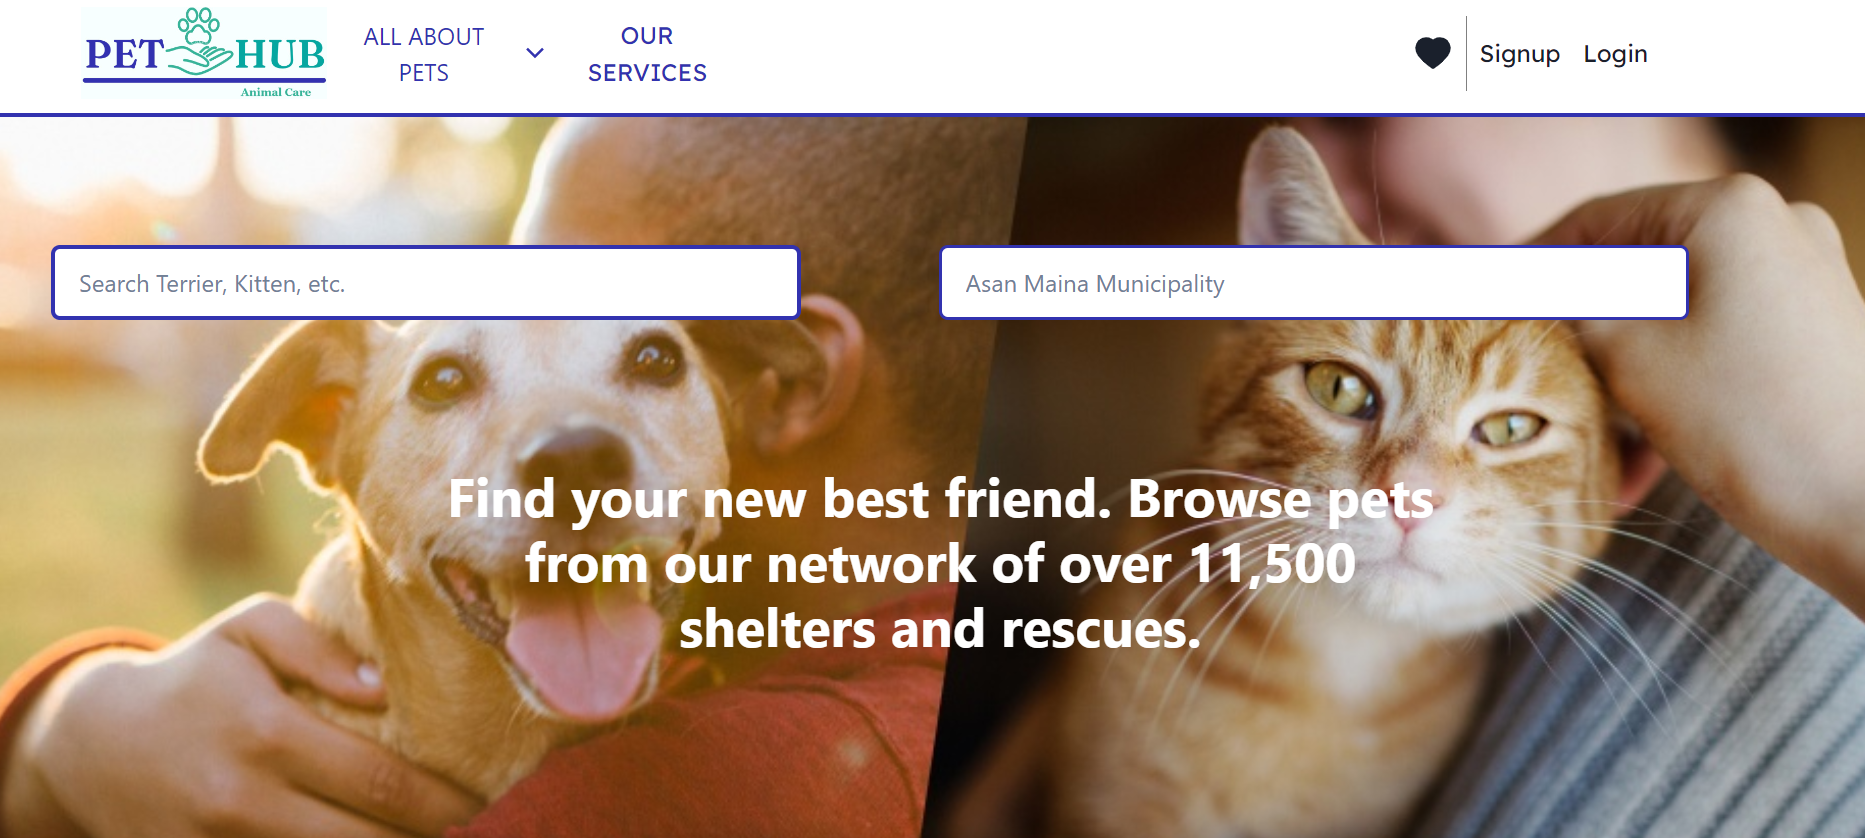 PET HUB
Animal Care
ALL ABOUT
PETS
OUR
SERVICES
Signup Login
Search Terrier, Kitten, etc.
Asan Maina Municipality
Find your new best friend. Browse pets
from our network of over 11,500
shelters and rescues.